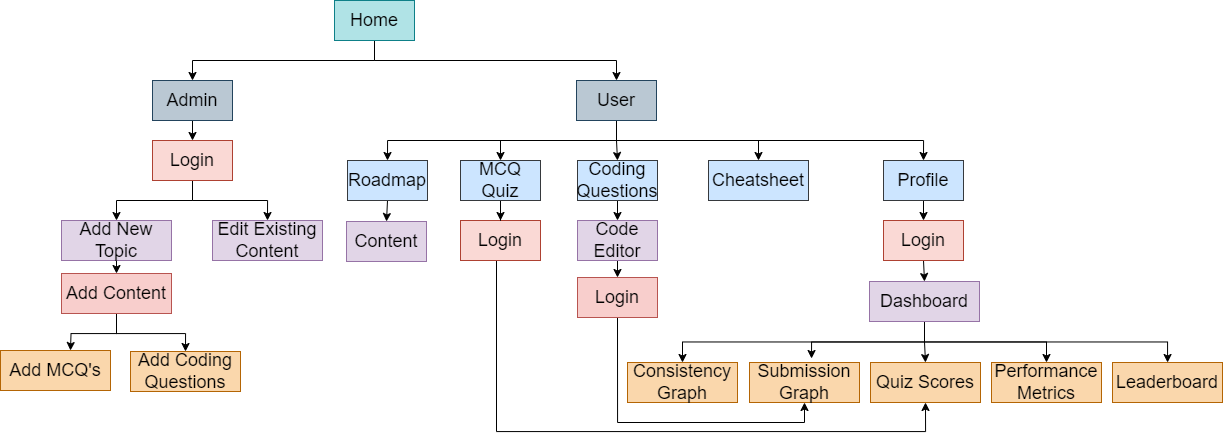 Home
Admin
User
Login
Roadmap
MCQ
Quiz
Coding
Questions
Cheatsheet
Profile
Add New
Topic
Edit Existing
Content
Content
Login
Code
Editor
Login
Add Content
Login
Dashboard
Add MCQ's
Add Coding
Questions
Consistency
Graph
Submission
Graph
Quiz Scores
Performance
Metrics
Leaderboard